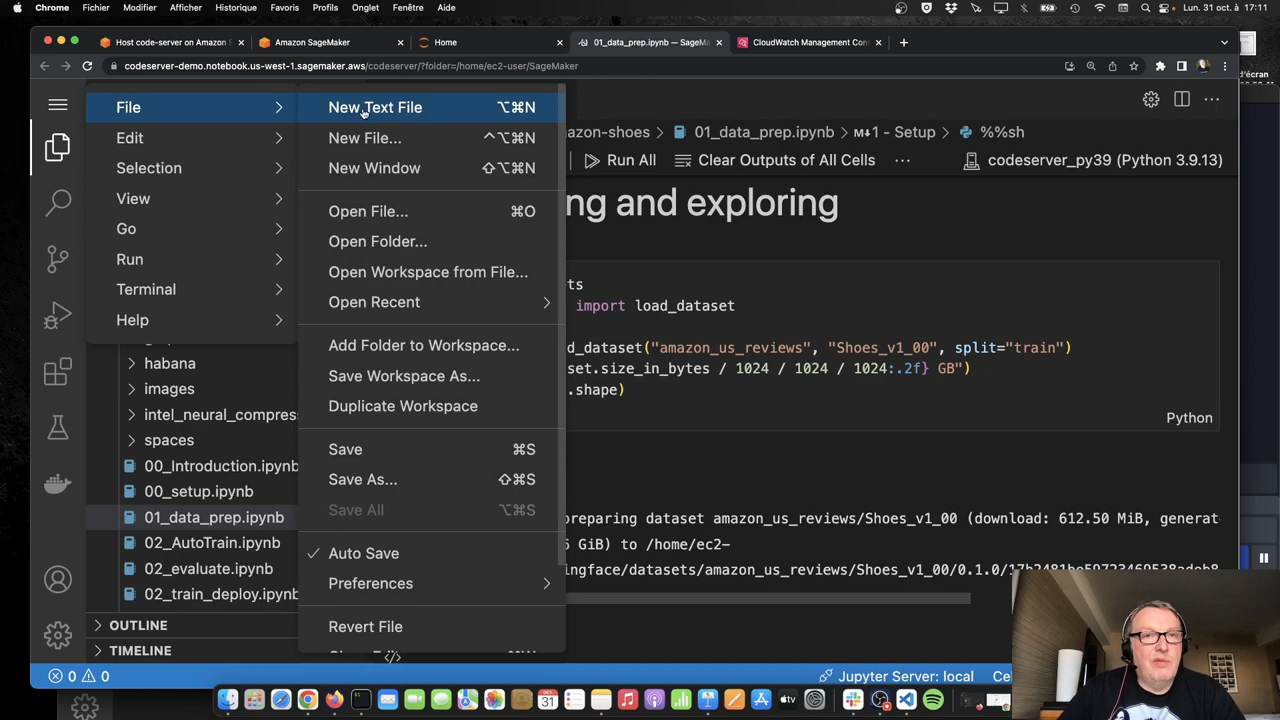 Chrome Fichier Modifier Afficher Historique Favoris Profils Onglet Fenêtre Aide Lun. 31 oct. à 17:11
Host code-server on Amazon S Amazon SageMaker Home 01_data_prep.ipynb — SageMa CloudWatch Management Con
codeserver-demo.notebook.us-west-1.sagemaker.aws/codeserver/?folder=/home/ec2-user/SageMaker
d'écran
File New Text File ⌥⌘N
Edit New File... ⌃⌥⌘N azon-shoes 01_data_prep.ipynb 1 - Setup %%sh
Selection New Window ⇧⌥⌘N Run All Clear Outputs of All Cells ... codeserver_py39 (Python 3.9.13)
View ng and exploring
Go Open File... ⌘O
Open Folder...
Run Open Workspace from File... ts
Terminal Open Recent import load_dataset
Help
Add Folder to Workspace... d_dataset("amazon_us_reviews", "Shoes_v1_00", split="train")
habana Save Workspace As... set.size_in_bytes / 1024 / 1024 / 1024:.2f} GB")
images Duplicate Workspace .shape)
intel_neural_compres Python
spaces Save ⌘S
00_Introduction.ipynb Save As... ⇧⌘S
00_setup.ipynb Save All ⌥⌘S
01_data_prep.ipynb reparing dataset amazon_us_reviews/Shoes_v1_00 (download: 612.50 MiB, generat
02_AutoTrain.ipynb Auto Save GiB) to /home/ec2-
02_evaluate.ipynb Preferences ingface/datasets/amazon_us_reviews/Shoes_v1_00/0.1.0/
02_train_deploy.ipynb
OUTLINE Revert File
TIMELINE
0 0 Jupyter Server: local